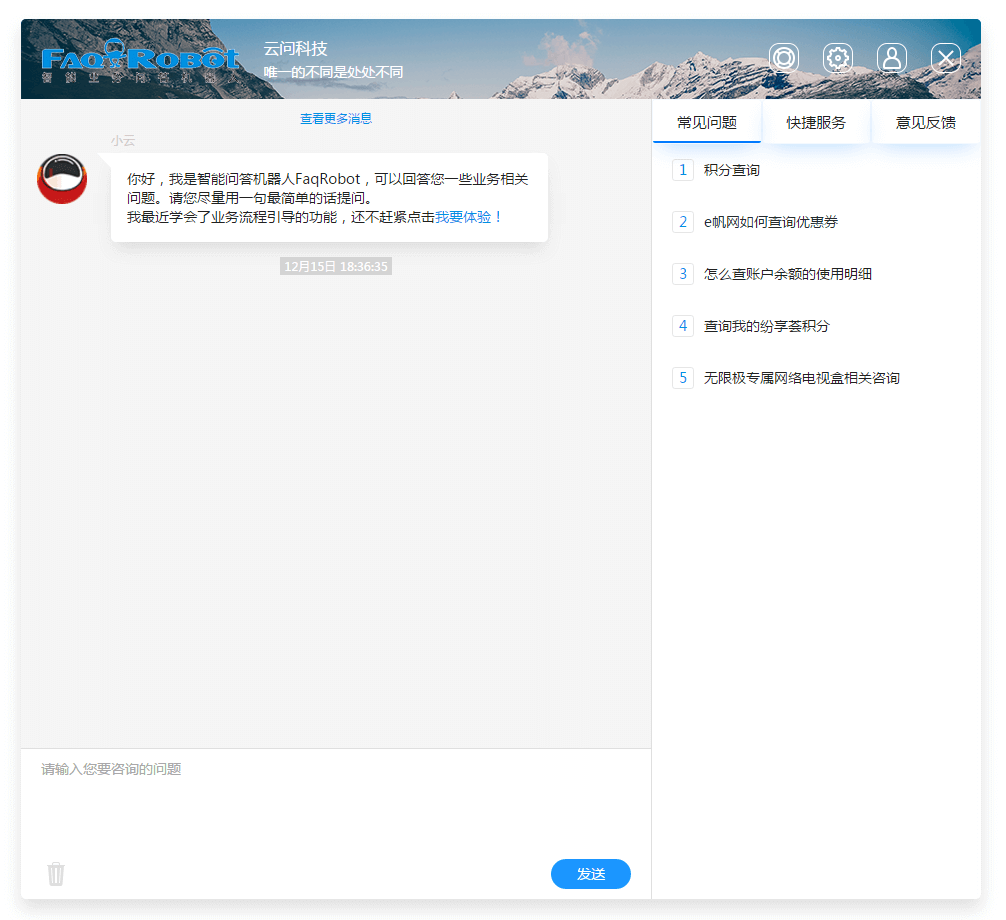 FaqRobot
智能业务问答机器人
云问科技
唯一的不同是处处不同
查看更多消息
小云
你好，我是智能问答机器人FaqRobot，可以回答您一些业务相关
问题。请您尽量用一句最简单的话提问。
我最近学会了业务流程引导的功能，还不赶紧点击我要体验！
12月15日 18:36:35
请输入您要咨询的问题
发送
常见问题
快捷服务
意见反馈
1 积分查询
2 e帆网如何查询优惠券
3 怎么查账户余额的使用明细
4 查询我的纷享荟积分
5 无限极专属网络电视盒相关咨询